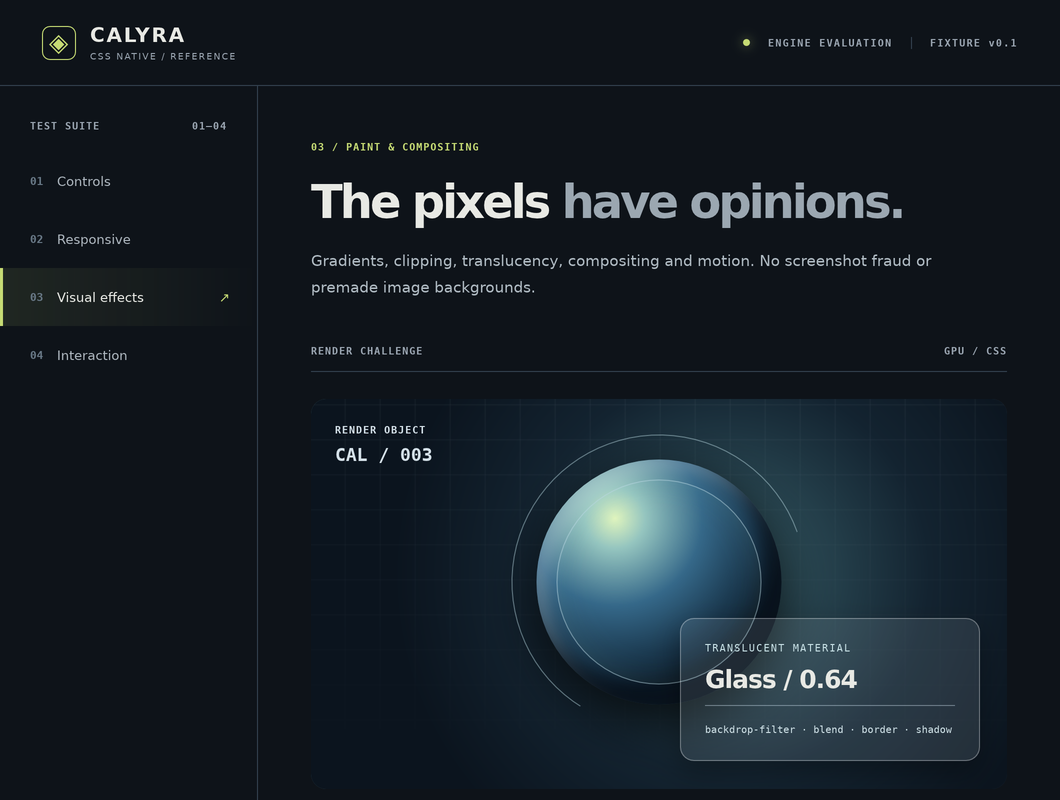 CALYRA
CSS NATIVE / REFERENCE
ENGINE EVALUATION | FIXTURE v0.1
TEST SUITE 01—04
01 Controls
02 Responsive
03 Visual effects ↗
04 Interaction
03 / PAINT & COMPOSITING
The pixels have opinions.
Gradients, clipping, translucency, compositing and motion. No screenshot fraud or
premade image backgrounds.
RENDER CHALLENGE GPU / CSS
RENDER OBJECT
CAL / 003
TRANSLUCENT MATERIAL
Glass / 0.64
backdrop-filter · blend · border · shadow